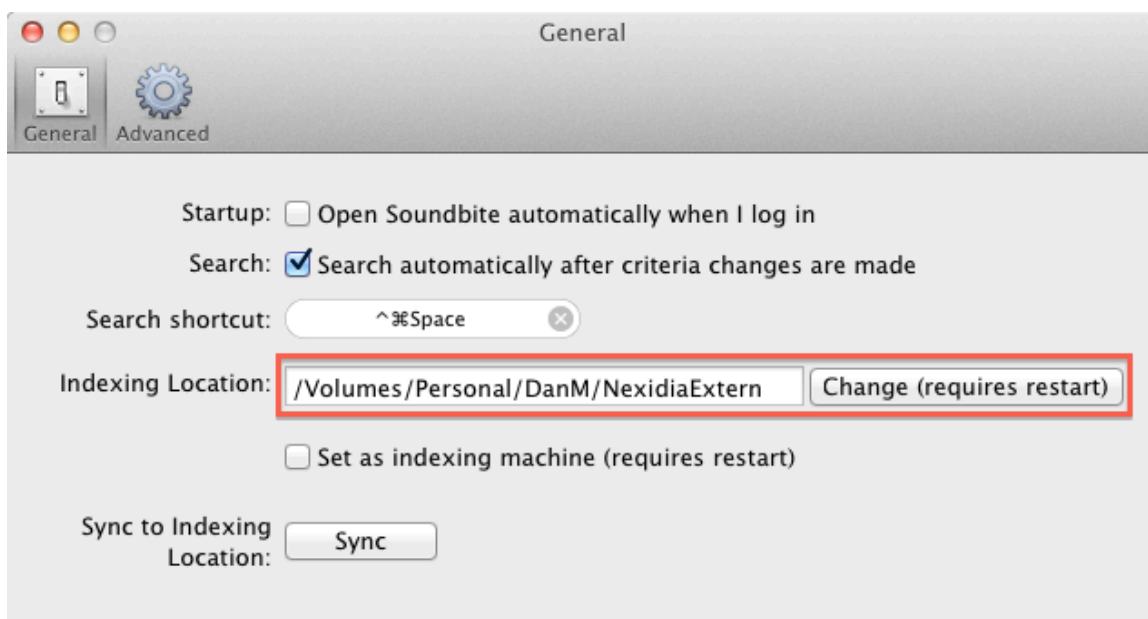 General
General Advanced
Startup: Open Soundbite automatically when I log in
Search: Search automatically after criteria changes are made
Search shortcut: ^⌘Space
Indexing Location: /Volumes/Personal/DanM/NexidiaExtern Change (requires restart)
Set as indexing machine (requires restart)
Sync to Indexing
Location: Sync